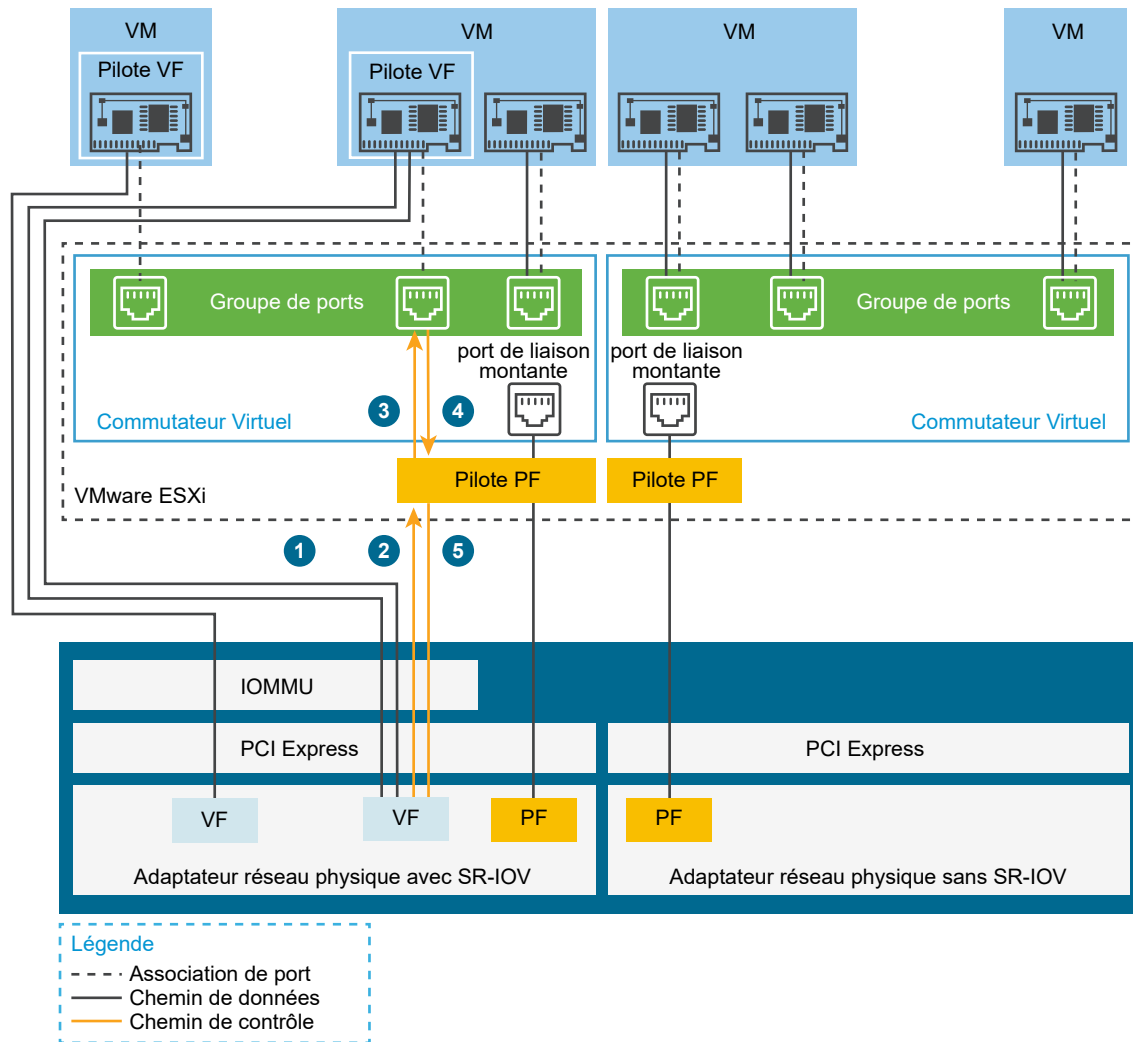 VM
VM
VM
VM
Pilote VF
Pilote VF
Groupe de ports
Groupe de ports
port de liaison
montante
port de liaison
montante
Commutateur Virtuel
3
4
Commutateur Virtuel
Pilote PF
Pilote PF
VMware ESXi
1
2
5
IOMMU
PCI Express
PCI Express
VF
VF
PF
PF
Adaptateur réseau physique avec SR-IOV
Adaptateur réseau physique sans SR-IOV
Légende
Association de port
Chemin de données
Chemin de contrôle